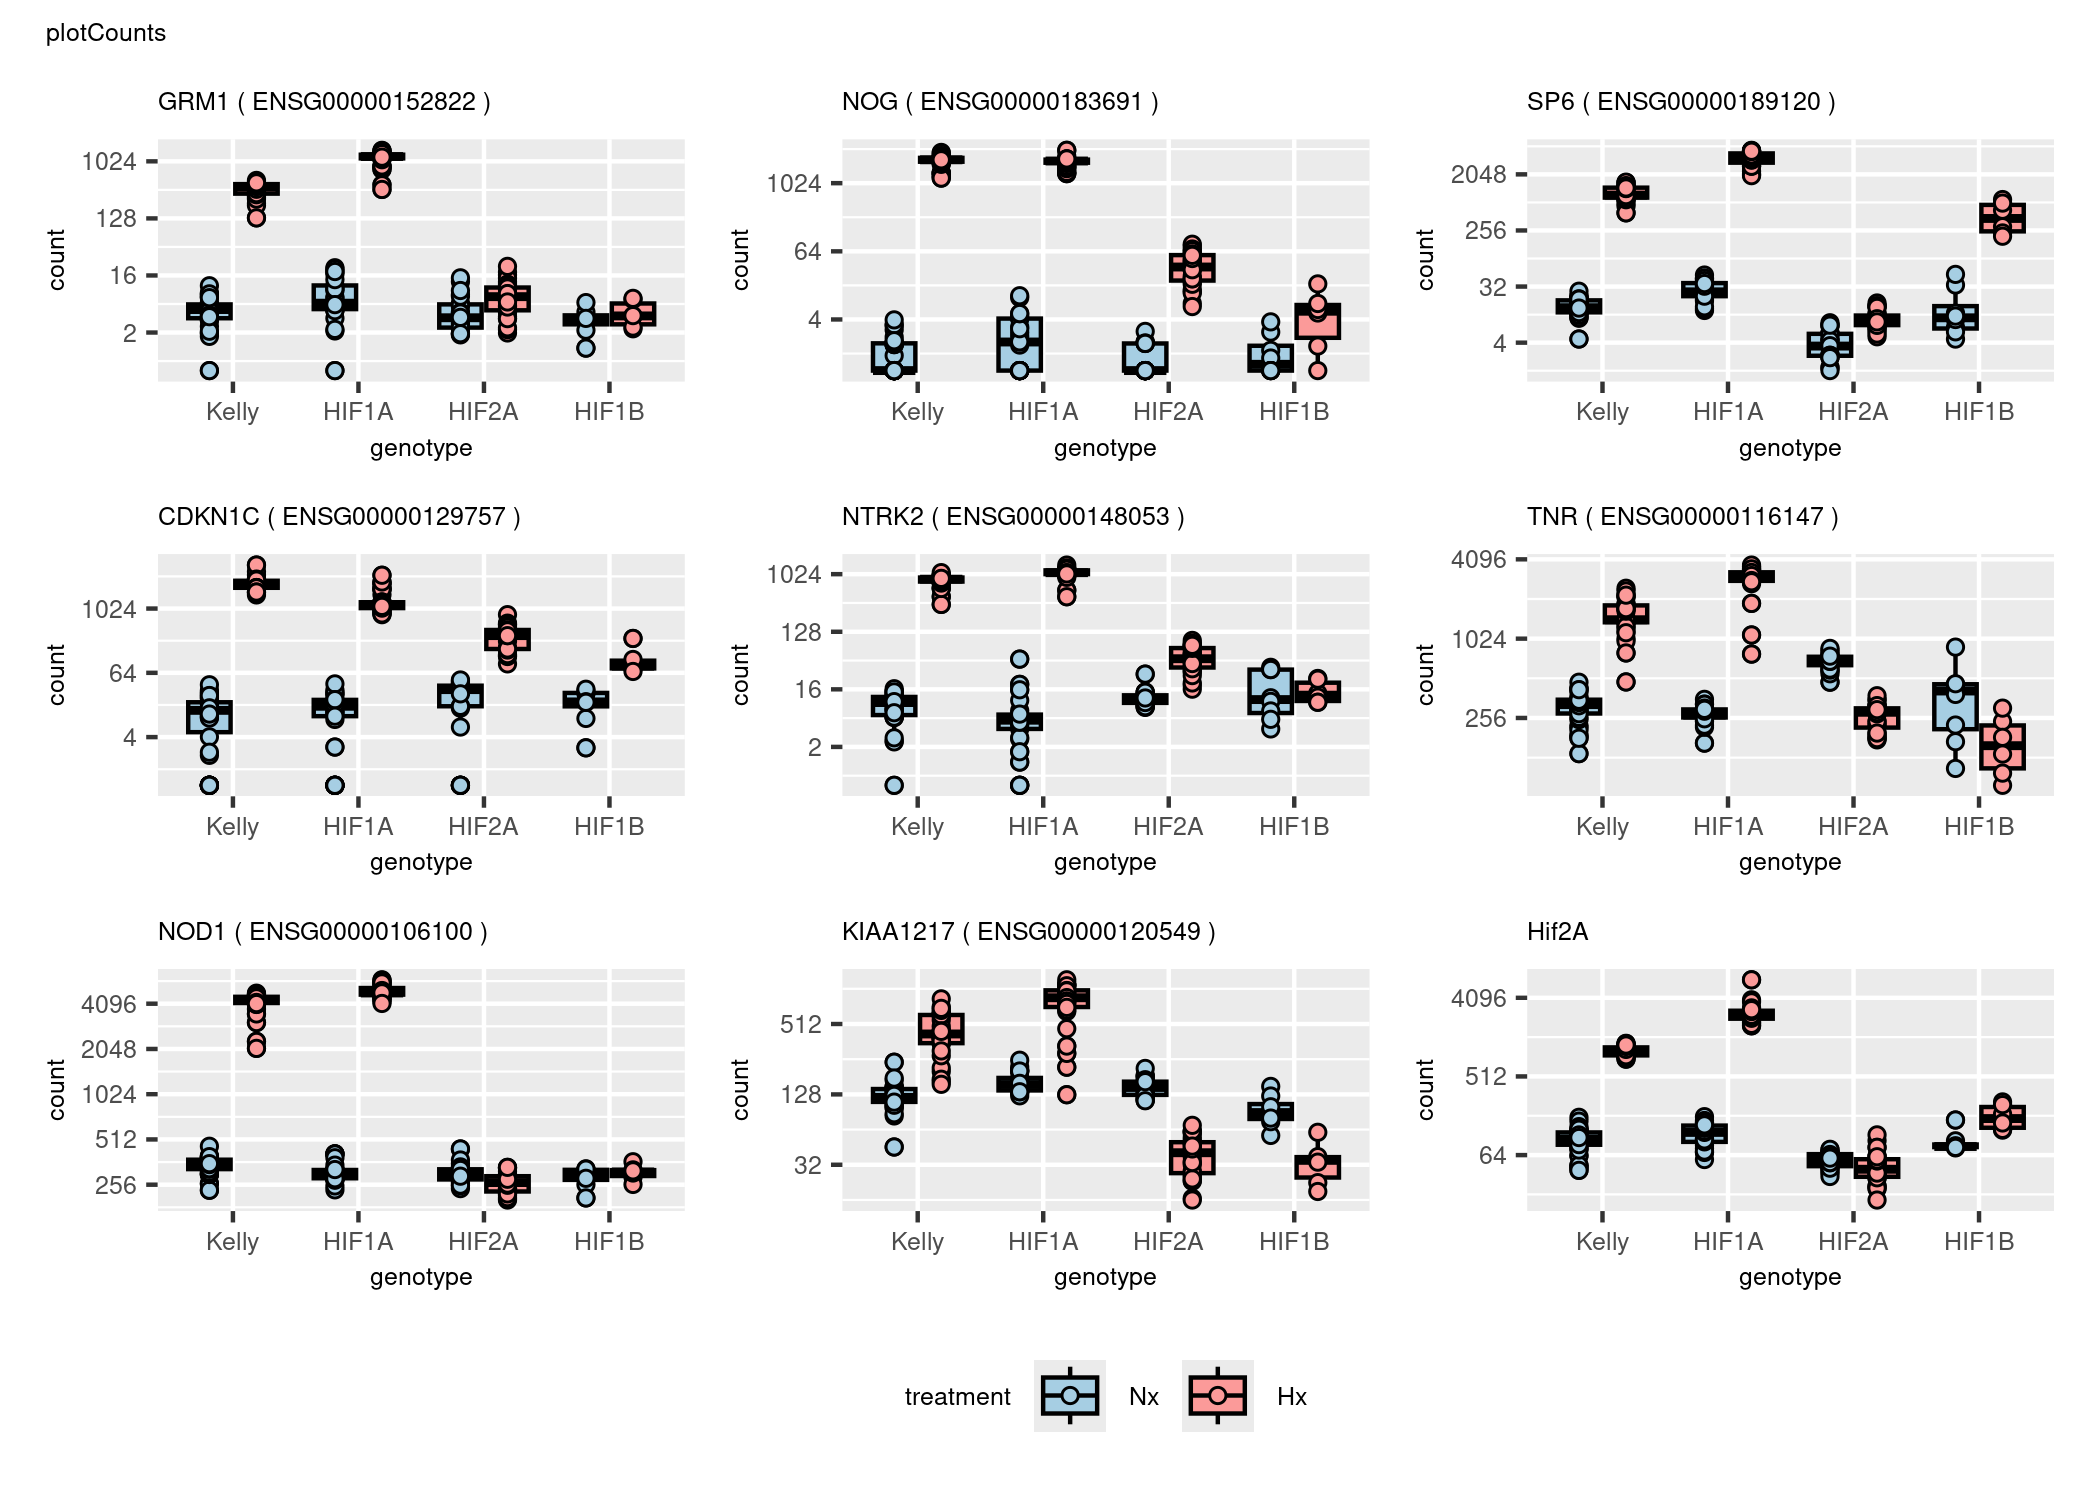 plotCounts
GRM1 ( ENSG00000152822 )
1024
128
16
2
count
Kelly HIF1A HIF2A HIF1B
genotype
NOG ( ENSG00000183691 )
1024
64
4
count
Kelly HIF1A HIF2A HIF1B
genotype
SP6 ( ENSG00000189120 )
2048
256
32
4
count
Kelly HIF1A HIF2A HIF1B
genotype
CDKN1C ( ENSG00000129757 )
1024
64
4
count
Kelly HIF1A HIF2A HIF1B
genotype
NTRK2 ( ENSG00000148053 )
1024
128
16
2
count
Kelly HIF1A HIF2A HIF1B
genotype
TNR ( ENSG00000116147 )
4096
1024
256
count
Kelly HIF1A HIF2A HIF1B
genotype
NOD1 ( ENSG00000106100 )
4096
2048
1024
512
256
count
Kelly HIF1A HIF2A HIF1B
genotype
KIAA1217 ( ENSG00000120549 )
512
128
32
count
Kelly HIF1A HIF2A HIF1B
genotype
Hif2A
4096
512
64
count
Kelly HIF1A HIF2A HIF1B
genotype
treatment Nx Hx